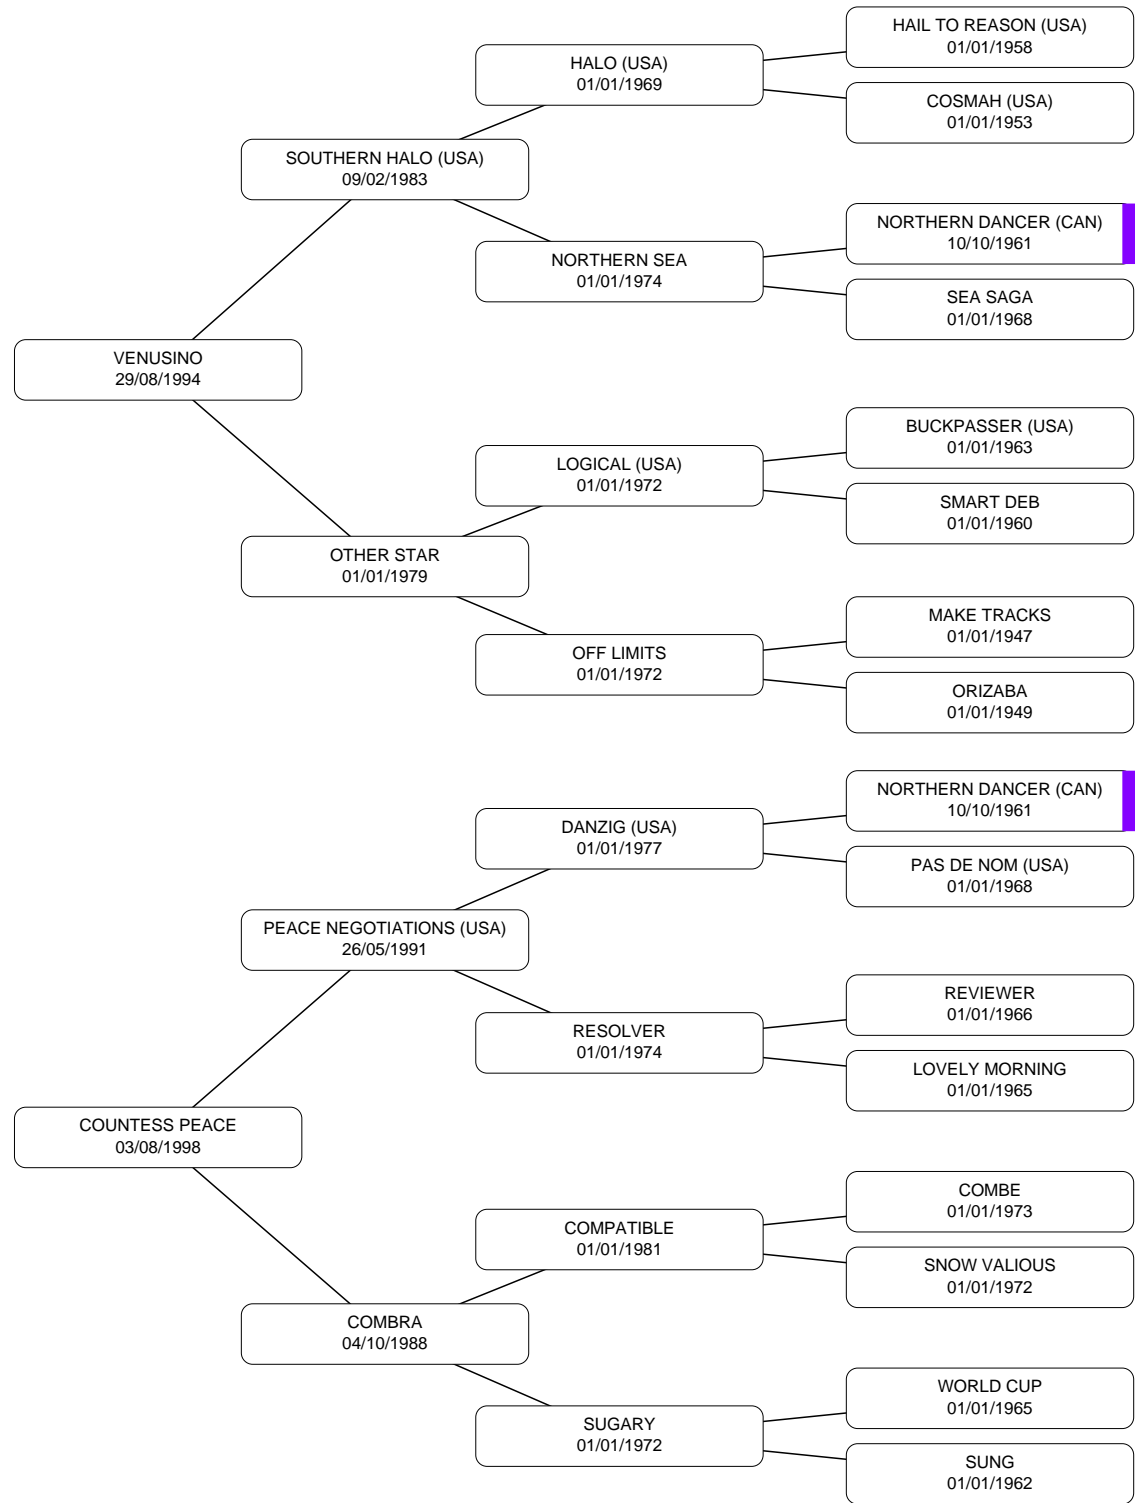 HAIL TO REASON (USA)
01/01/1958
HALO (USA)
01/01/1969
COSMAH (USA)
01/01/1953
SOUTHERN HALO (USA)
09/02/1983
NORTHERN DANCER (CAN)
10/10/1961
NORTHERN SEA
01/01/1974
SEA SAGA
01/01/1968
VENUSINO
29/08/1994
BUCKPASSER (USA)
01/01/1963
LOGICAL (USA)
01/01/1972
SMART DEB
01/01/1960
OTHER STAR
01/01/1979
MAKE TRACKS
01/01/1947
OFF LIMITS
01/01/1972
ORIZABA
01/01/1949
NORTHERN DANCER (CAN)
10/10/1961
DANZIG (USA)
01/01/1977
PAS DE NOM (USA)
01/01/1968
PEACE NEGOTIATIONS (USA)
26/05/1991
REVIEWER
01/01/1966
RESOLVER
01/01/1974
LOVELY MORNING
01/01/1965
COUNTESS PEACE
03/08/1998
COMBE
01/01/1973
COMPATIBLE
01/01/1981
SNOW VALIOUS
01/01/1972
COMBRA
04/10/1988
WORLD CUP
01/01/1965
SUGARY
01/01/1972
SUNG
01/01/1962